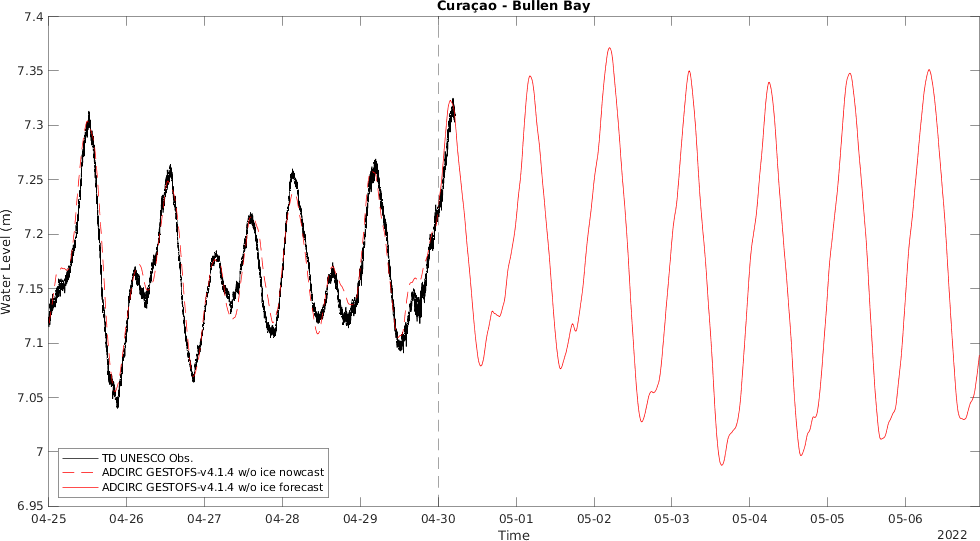 Curaçao - Bullen Bay
7.4
7.35
7.3
7.25
7.2
7.15
7.1
7.05
7
6.95
Water Level (m)
TD UNESCO Obs.
ADCIRC GESTOFS-v4.1.4 w/o ice nowcast
ADCIRC GESTOFS-v4.1.4 w/o ice forecast
04-25 04-26 04-27 04-28 04-29 04-30 05-01 05-02 05-03 05-04 05-05 05-06
Time
2022